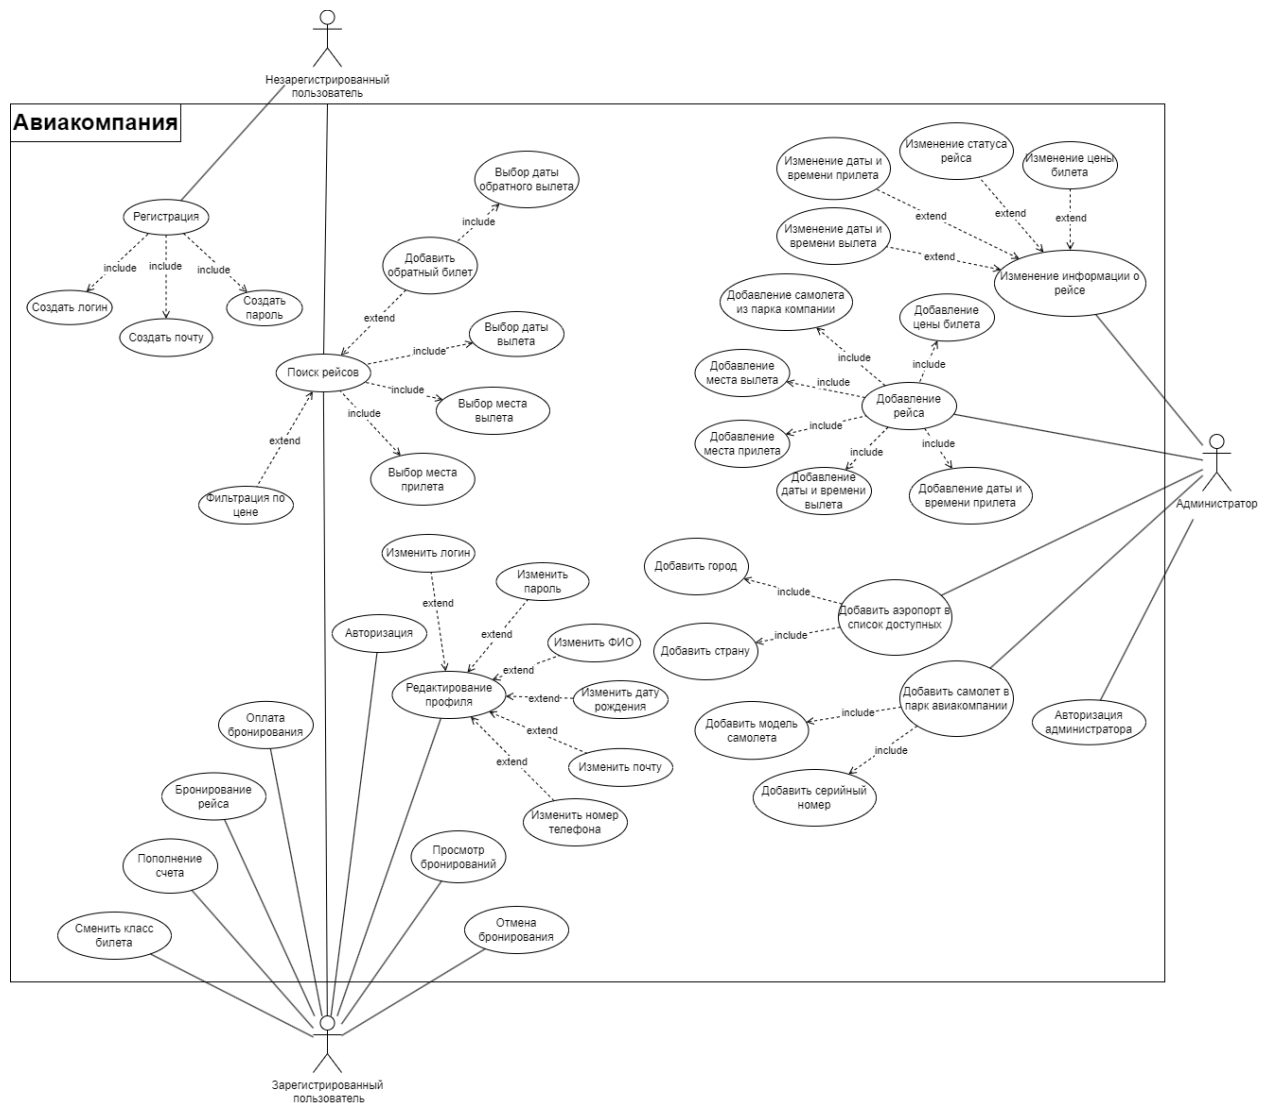 Незарегистрированный
пользователь
Авиакомпания
Регистрация
include
include
include
Создать логин
Создать почту
Создать
пароль
Выбор даты
обратного вылета
include
Добавить
обратный билет
extend
Поиск рейсов
include
Выбор даты
вылета
include
Выбор места
вылета
include
Выбор места
прилета
extend
Фильтрация по
цене
Изменение даты и
времени прилета
Изменение статуса
рейса
Изменение цены
билета
extend
extend
extend
Изменение даты и
времени вылета
extend
Изменение информации о
рейсе
Добавление самолета
из парка компании
Добавление
цены билета
include
include
Добавление
места вылета
include
Добавление
рейса
Добавление
места прилета
include
include
include
Добавление
даты и времени
вылета
Добавление даты и
времени прилета
Администратор
Изменить логин
extend
Изменить
пароль
extend
Авторизация
Изменить ФИО
extend
Редактирование
профиля
extend
Изменить дату
рождения
extend
Изменить почту
extend
Изменить номер
телефона
Добавить город
include
Добавить аэропорт в
список доступных
include
Добавить страну
Добавить самолет в
парк авиакомпании
include
Добавить модель
самолета
include
Добавить серийный
номер
Авторизация
администратора
Оплата
бронирования
Бронирование
рейса
Пополнение
счета
Сменить класс
билета
Просмотр
бронирований
Отмена
бронирования
Зарегистрированный
пользователь